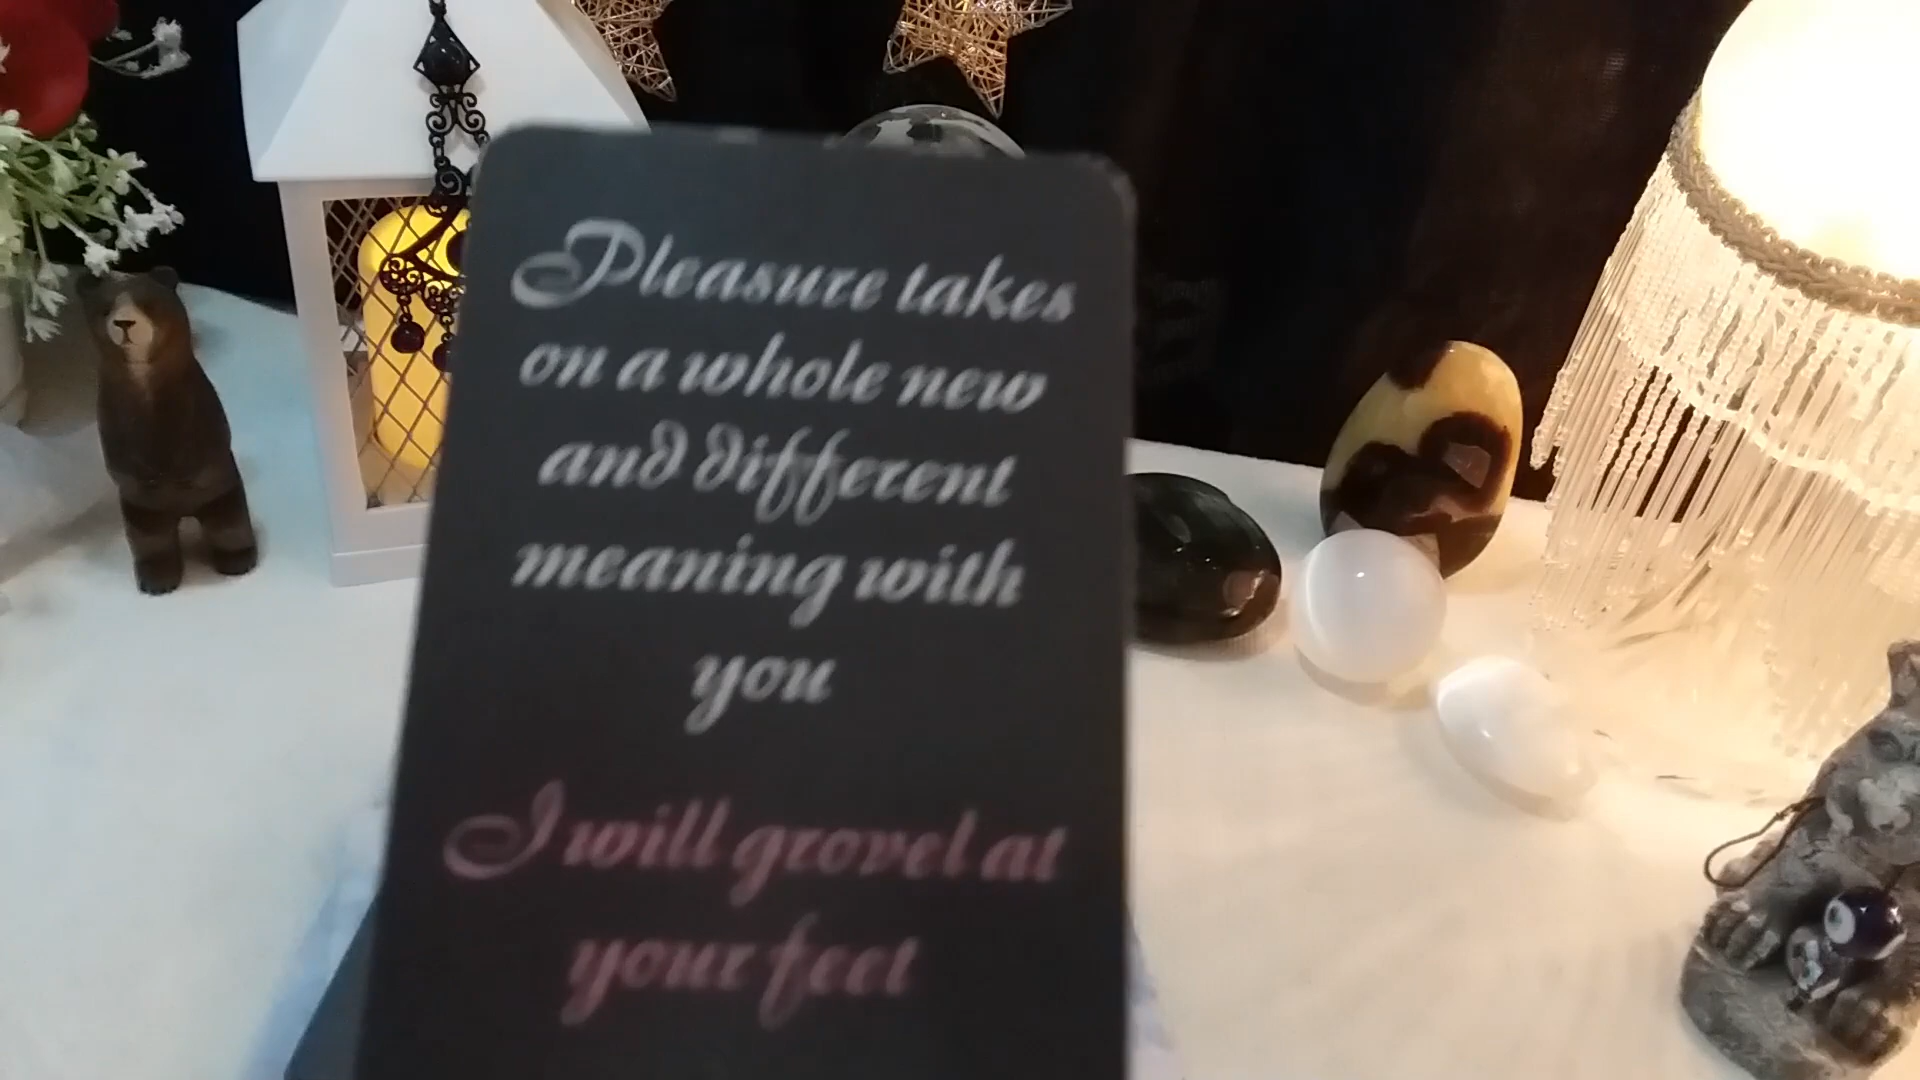 Pleasure takes
on a whole new
and different
meaning with
you
I will grovel at
your feet